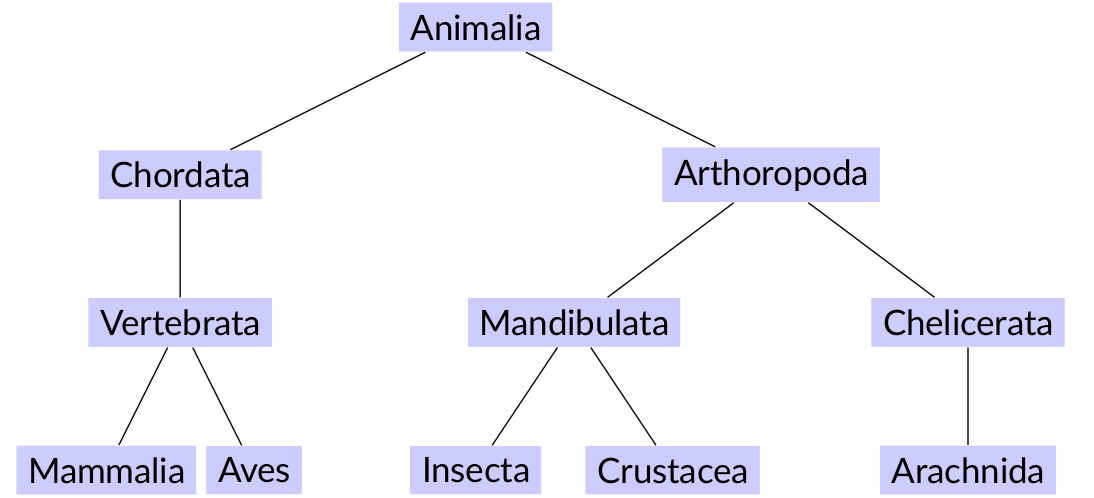 Animalia
Chordata
Arthoropoda
Vertebrata
Mandibulata
Chelicerata
Mammalia
Aves
Insecta
Crustacea
Arachnida